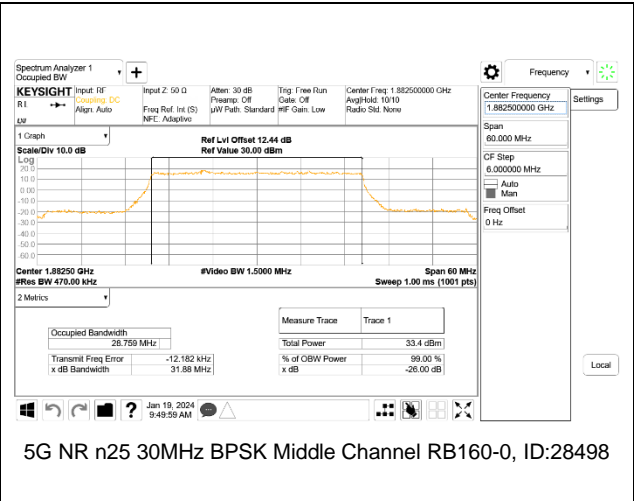 Spectrum Analyzer 1
Occupied BW
Frequency
KEYSIGHT
Input: RF
Coupling: DC
Align: Auto
Input Z: 50 Ω
Freq Ref: Int (S)
NFE: Adaptive
Atten: 30 dB
Preamp: Off
µW Path: Standard
Trig: Free Run
Gate: Off
#IF Gain: Low
Center Freq: 1.882500000 GHz
Avg|Hold: 10/10
Radio Std: None
Center Frequency
1.882500000 GHz
Settings
Span
60.000 MHz
CF Step
6.000000 MHz
Auto
Man
Freq Offset
0 Hz
1 Graph
Scale/Div 10.0 dB
Ref Lvl Offset 12.44 dB
Ref Value 30.00 dBm
Log
20.0
10.0
0.00
-10.0
-20.0
-30.0
-40.0
-50.0
-60.0
Center 1.88250 GHz
#Video BW 1.5000 MHz
Span 60 MHz
#Res BW 470.00 kHz
Sweep 1.00 ms (1001 pts)
2 Metrics
Measure Trace Trace 1
Occupied Bandwidth
28.759 MHz
Total Power 33.4 dBm
Transmit Freq Error -12.182 kHz
% of OBW Power 99.00 %
x dB Bandwidth 31.88 MHz
x dB -26.00 dB
Local
Jan 19, 2024
9:49:59 AM
5G NR n25 30MHz BPSK Middle Channel RB160-0, ID:28498